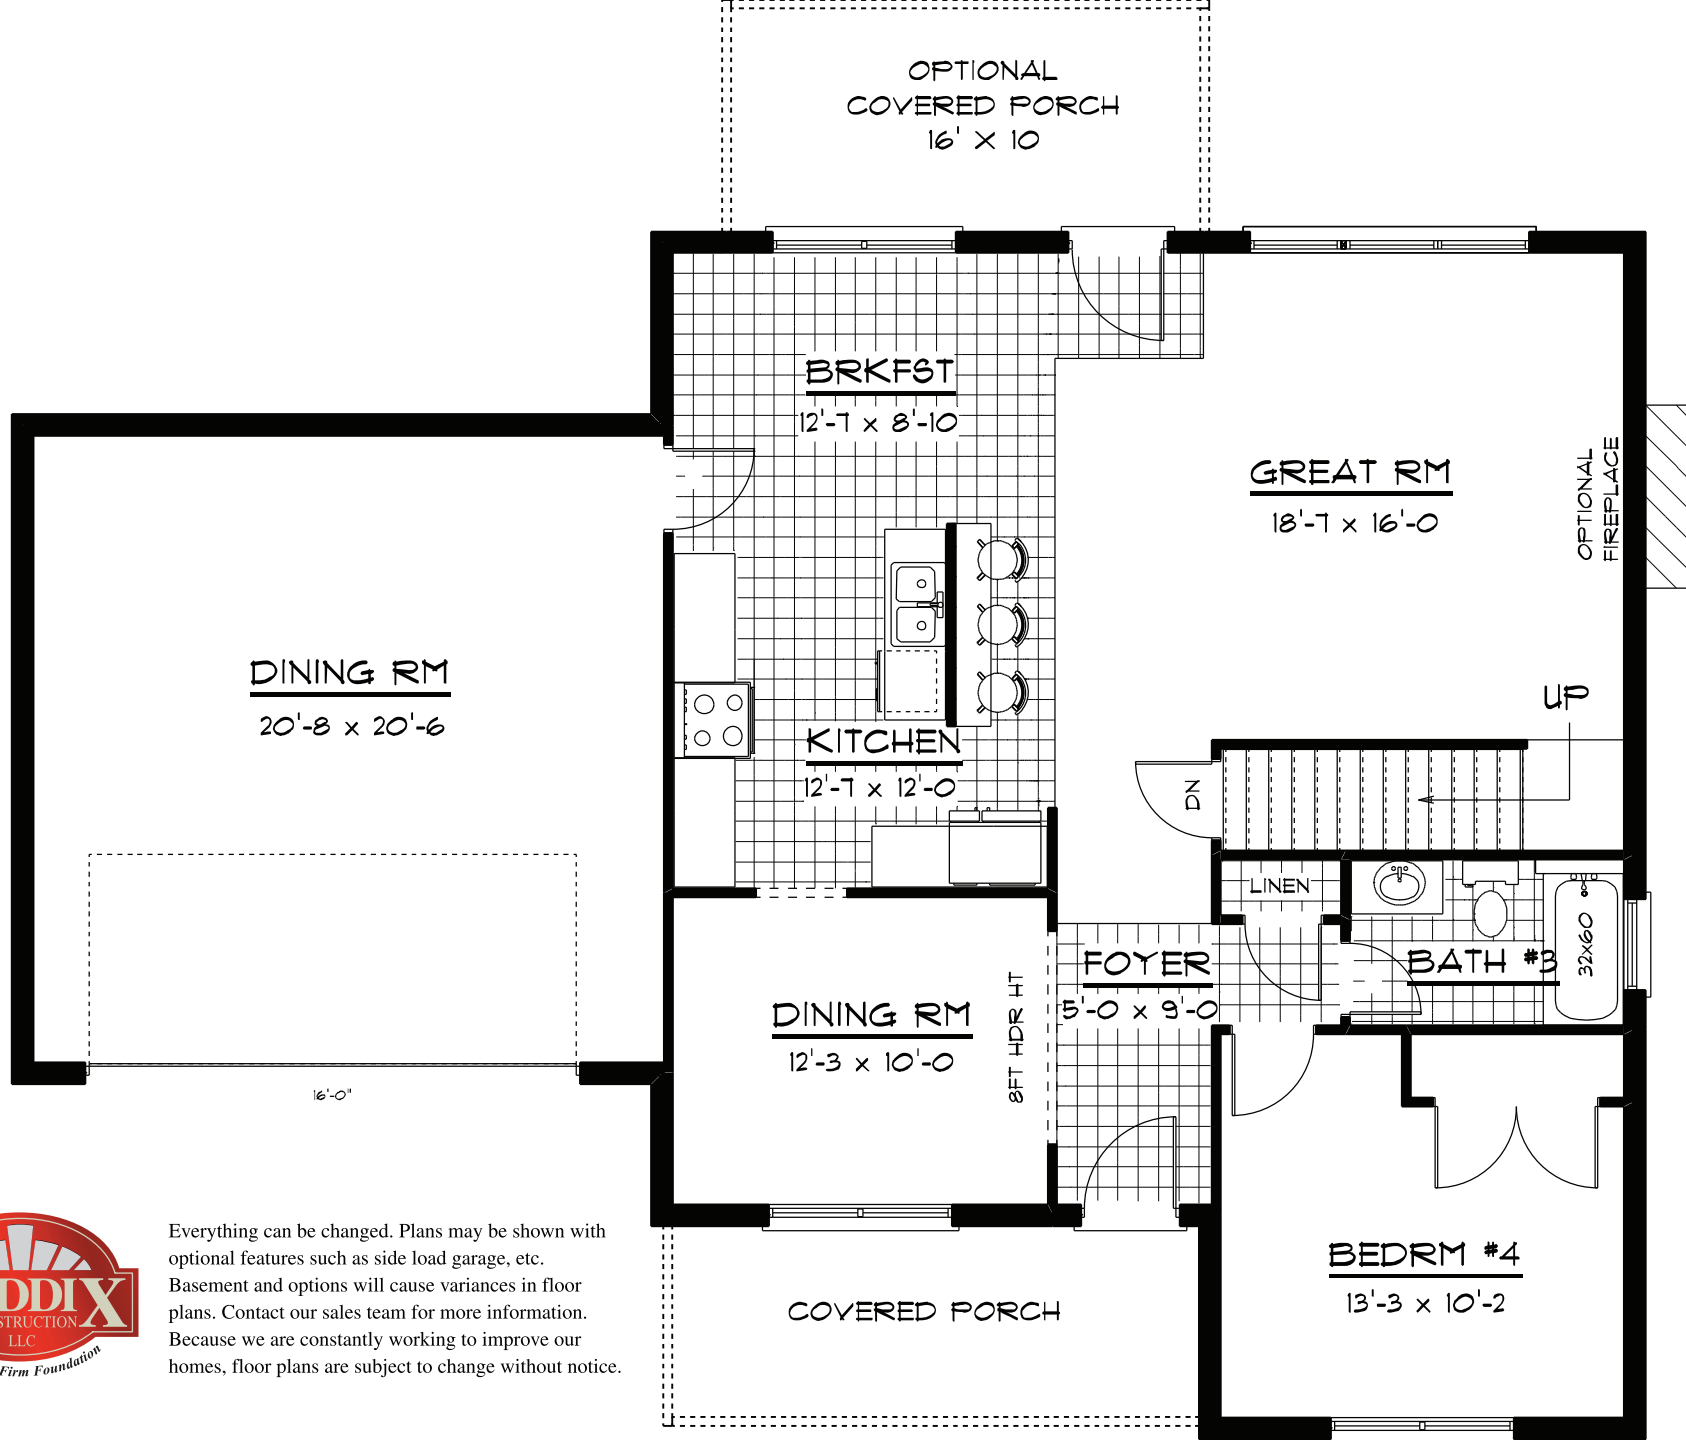 OPTIONAL
COVERED PORCH
16' X 10
BRKFST
12'-7 x 8'-10
GREAT RM
18'-7 x 16'-0
OPTIONAL
FIREPLACE
DINING RM
20'-8 x 20'-6
UP
KITCHEN
12'-7 x 12'-0
DN
LINEN
32x60
BATH #3
FOYER
5'-0 x 9'-0
DINING RM
12'-3 x 10'-0
8FT HDR HT
16'-0"
Everything can be changed. Plans may be shown with
optional features such as side load garage, etc.
Basement and options will cause variances in floor
plans. Contact our sales team for more information.
Because we are constantly working to improve our
homes, floor plans are subject to change without notice.
DDIX
STRUCTION
LLC
Firm Foundation
BEDRM #4
13'-3 x 10'-2
COVERED PORCH